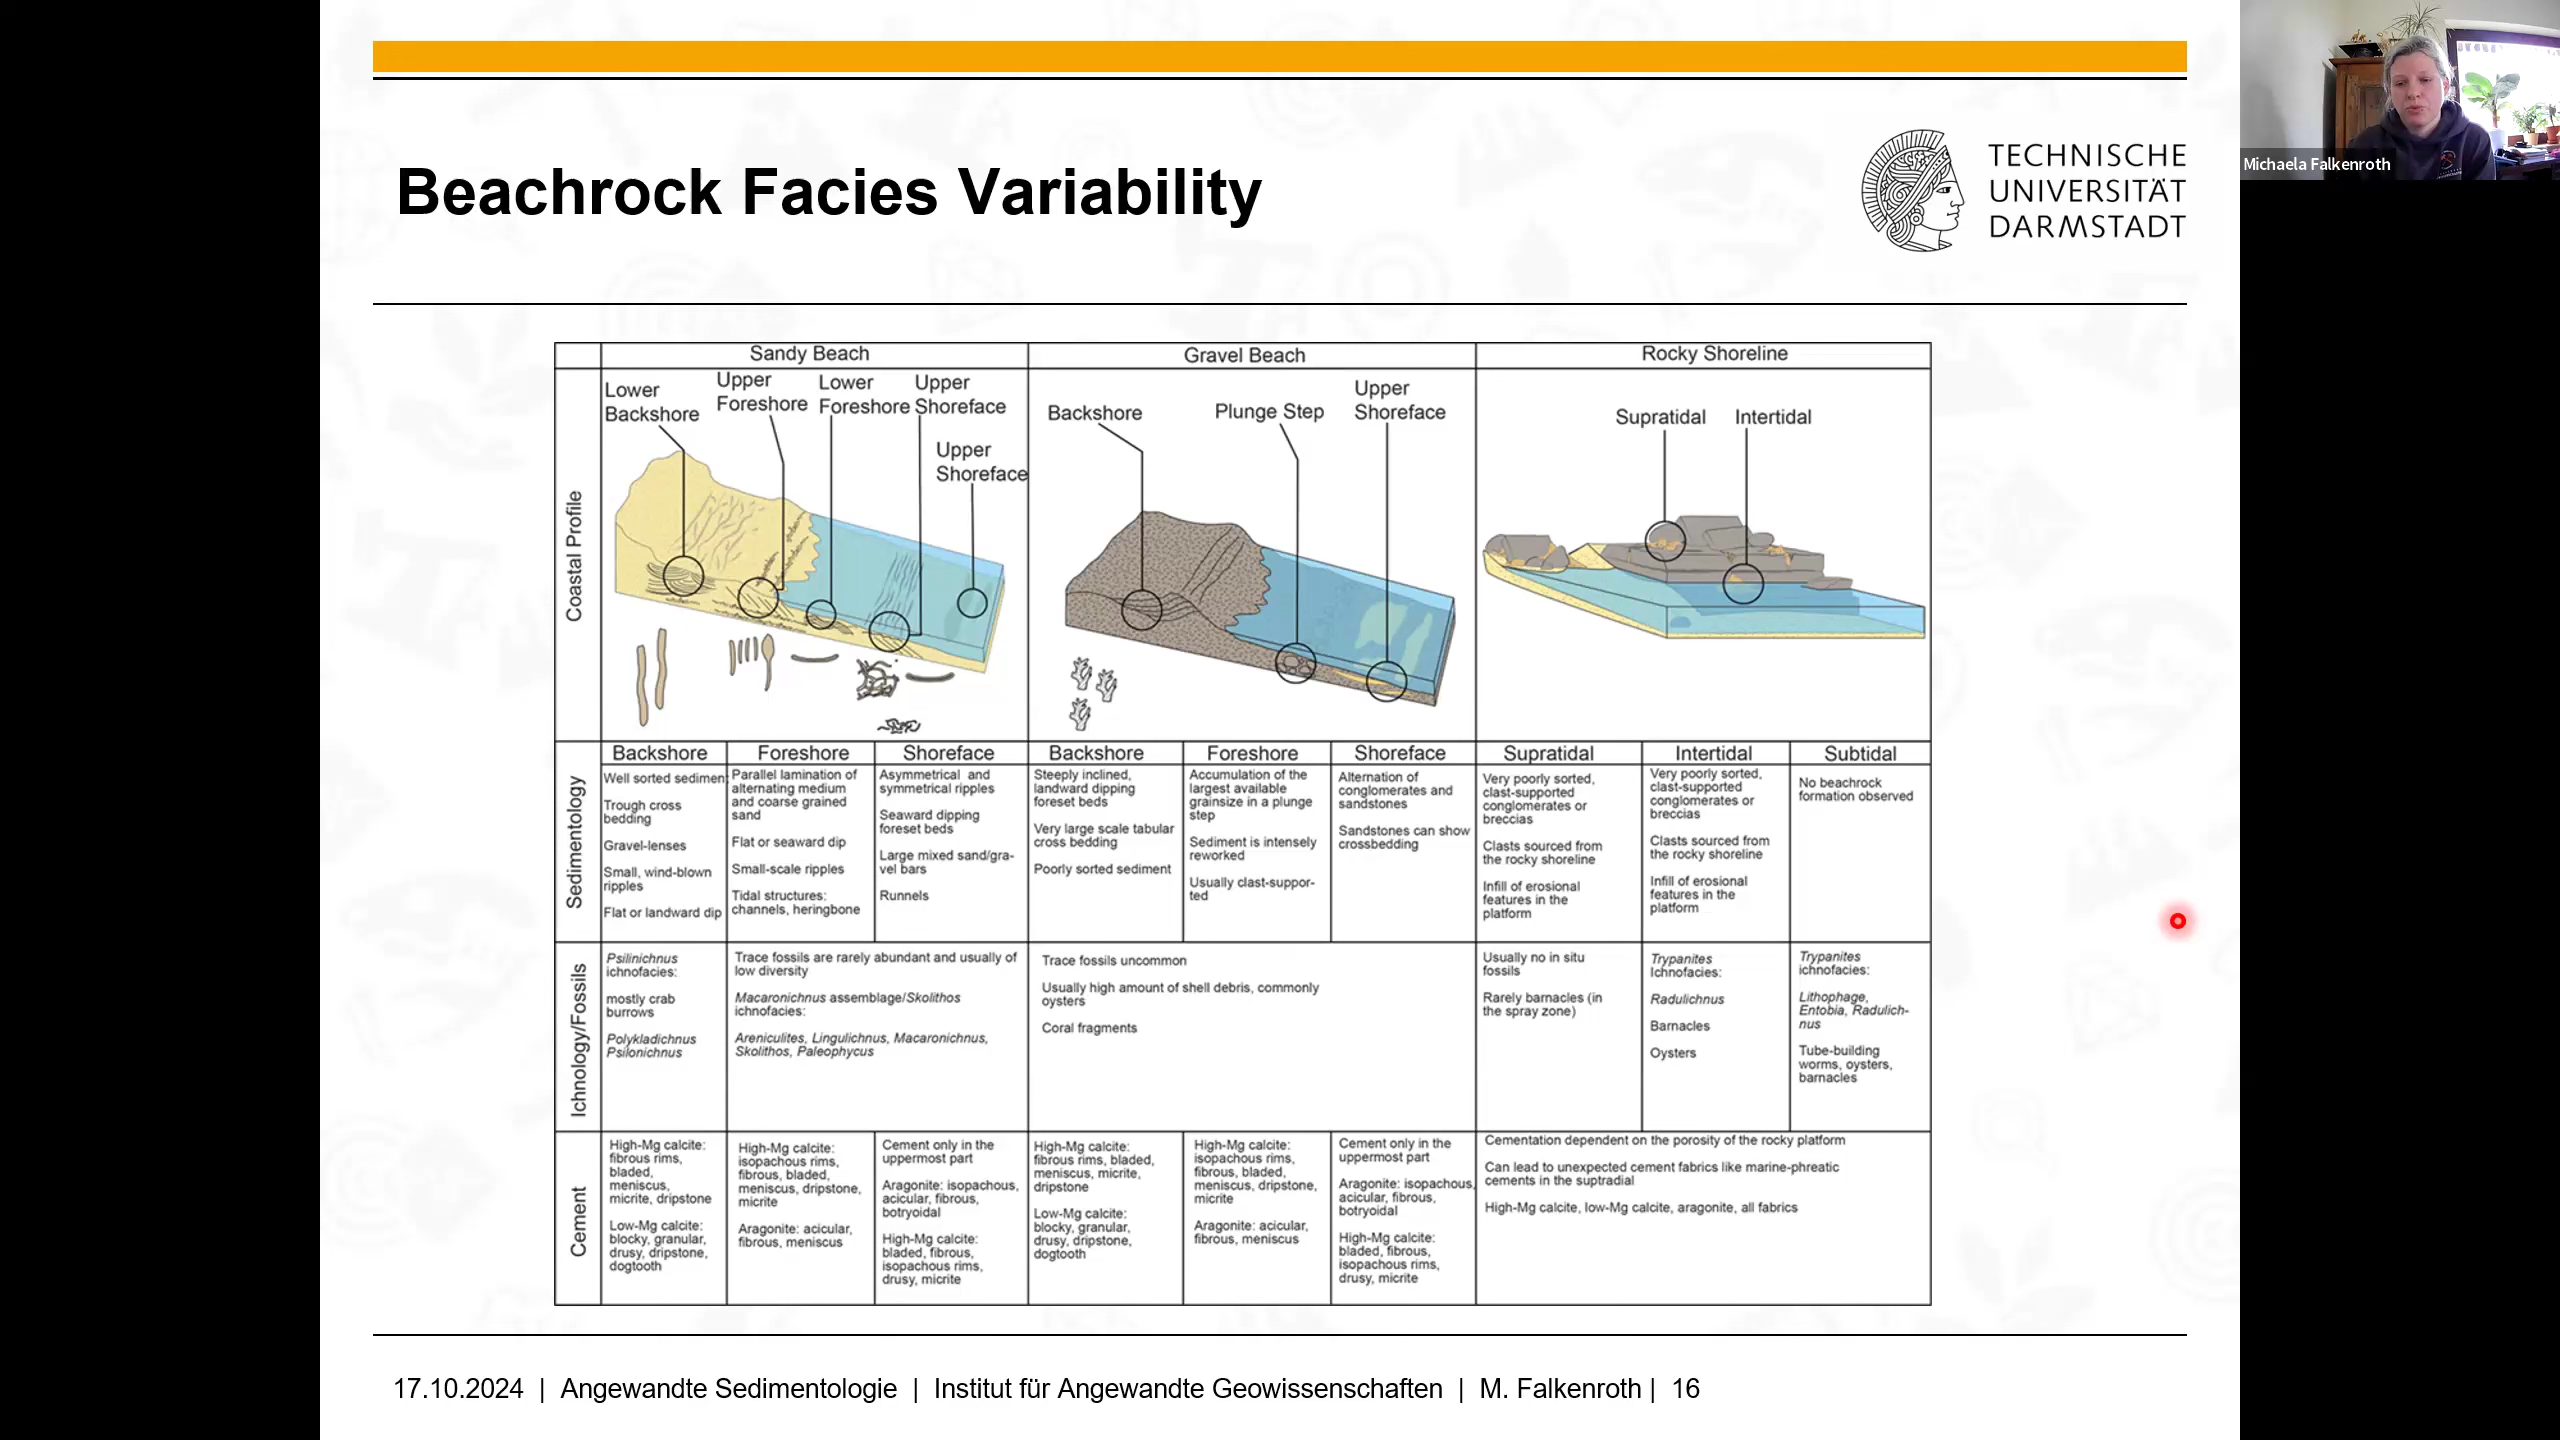 Beachrock Facies Variability
TECHNISCHE
UNIVERSITÄT
DARMSTADT
Michaela Falkenroth
Sandy Beach
Gravel Beach
Rocky Shoreline
Coastal Profile
Lower
Backshore
Upper
Foreshore
Lower
Foreshore
Upper
Shoreface
Upper
Shoreface
Backshore
Plunge Step
Upper
Shoreface
Supratidal
Intertidal
Backshore
Foreshore
Shoreface
Backshore
Foreshore
Shoreface
Supratidal
Intertidal
Subtidal
Sedimentology
Well sorted sedimen
Trough cross
bedding
Gravel-lenses
Small, wind-blown
ripples
Flat or landward dip
Parallel lamination of
alternating medium
and coarse grained
sand
Flat or seaward dip
Small-scale ripples
Tidal structures:
channels, heringbone
Asymmetrical and
symmetrical ripples
Seaward dipping
foreset beds
Large mixed sand/gra-
vel bars
Runnels
Steeply inclined,
landward dipping
foreset beds
Very large scale tabular
cross bedding
Poorly sorted sediment
Accumulation of the
largest available
grainsize in a plunge
step
Sediment is intensely
reworked
Usually clast-suppor-
ted
Alternation of
conglomerates and
sandstones
Sandstones can show
crossbedding
Very poorly sorted,
clast-supported
conglomerates or
breccias
Clasts sourced from
the rocky shoreline
Infill of erosional
features in the
platform
Very poorly sorted,
clast-supported
conglomerates or
breccias
Clasts sourced from
the rocky shoreline
Infill of erosional
features in the
platform
No beachrock
formation observed
Ichnology/Fossils
Psilinichnus
ichnofacies:
mostly crab
burrows
Polykladichnus
Psilonichnus
Trace fossils are rarely abundant and usually of
low diversity
Macaronichnus assemblage/Skolithos
ichnofacies:
Areniculites, Lingulichnus, Macaronichnus,
Skolithos, Paleophycus
Trace fossils uncommon
Usually high amount of shell debris, commonly
oysters
Coral fragments
Usually no in situ
fossils
Rarely barnacles (in
the spray zone)
Trypanites
Ichnofacies:
Radulichnus
Barnacles
Oysters
Trypanites
ichnofacies:
Lithophage,
Entobia, Radulich-
nus
Tube-building
worms, oysters,
barnacles
Cement
High-Mg calcite:
fibrous rims,
bladed,
meniscus,
micrite, dripstone
Low-Mg calcite:
blocky, granular,
drusy, dripstone,
dogtooth
High-Mg calcite:
isopachous rims,
fibrous, bladed,
meniscus, dripstone,
micrite
Aragonite: acicular,
fibrous, meniscus
Cement only in the
uppermost part
Aragonite: isopachous,
acicular, fibrous,
botryoidal
High-Mg calcite:
bladed, fibrous,
isopachous rims,
drusy, micrite
High-Mg calcite:
fibrous rims, bladed,
meniscus, micrite,
dripstone
Low-Mg calcite:
blocky, granular,
drusy, dripstone,
dogtooth
High-Mg calcite:
isopachous rims,
fibrous, bladed,
meniscus, dripstone,
micrite
Aragonite: acicular,
fibrous, meniscus
Cement only in the
uppermost part
Aragonite: isopachous,
acicular, fibrous,
botryoidal
High-Mg calcite:
bladed, fibrous,
isopachous rims,
drusy, micrite
Cementation dependent on the porosity of the rocky platform
Can lead to unexpected cement fabrics like marine-phreatic
cements in the suptradial
High-Mg calcite, low-Mg calcite, aragonite, all fabrics
17.10.2024 | Angewandte Sedimentologie | Institut für Angewandte Geowissenschaften | M. Falkenroth | 16